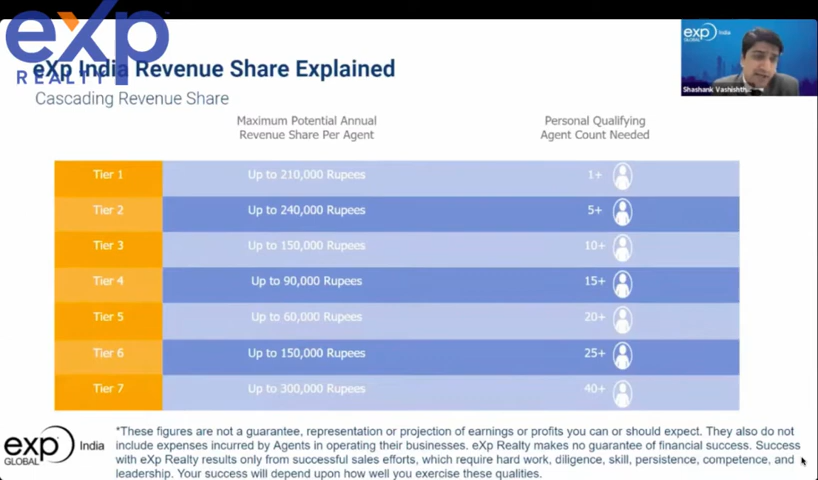 eXp
REALTY
eXp India Revenue Share Explained
Cascading Revenue Share
exp
GLOBAL
India
Maximum Potential Annual
Revenue Share Per Agent
Personal Qualifying
Agent Count Needed
Tier 1 Up to 210,000 Rupees 1+
Tier 2 Up to 240,000 Rupees 5+
Tier 3 Up to 150,000 Rupees 10+
Tier 4 Up to 90,000 Rupees 15+
Tier 5 Up to 60,000 Rupees 20+
Tier 6 Up to 150,000 Rupees 25+
Tier 7 Up to 300,000 Rupees 40+
exp
GLOBAL
India
*These figures are not a guarantee, representation or projection of earnings or profits you can or should expect. They also do not
include expenses incurred by Agents in operating their businesses. eXp Realty makes no guarantee of financial success. Success
with eXp Realty results only from successful sales efforts, which require hard work, diligence, skill, persistence, competence, and
leadership. Your success will depend upon how well you exercise these qualities.
Shashank